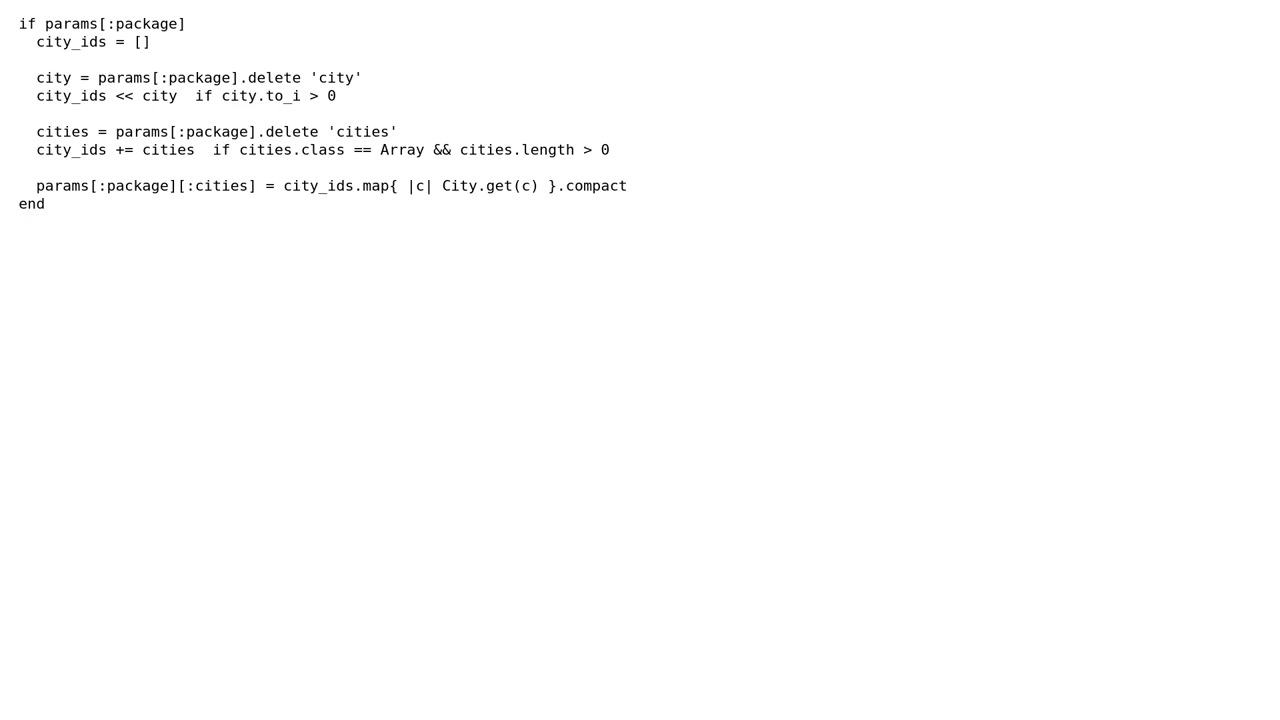 if params[:package]
  city_ids = []

  city = params[:package].delete 'city'
  city_ids << city  if city.to_i > 0

  cities = params[:package].delete 'cities'
  city_ids += cities  if cities.class == Array && cities.length > 0

  params[:package][:cities] = city_ids.map{ |c| City.get(c) }.compact
end